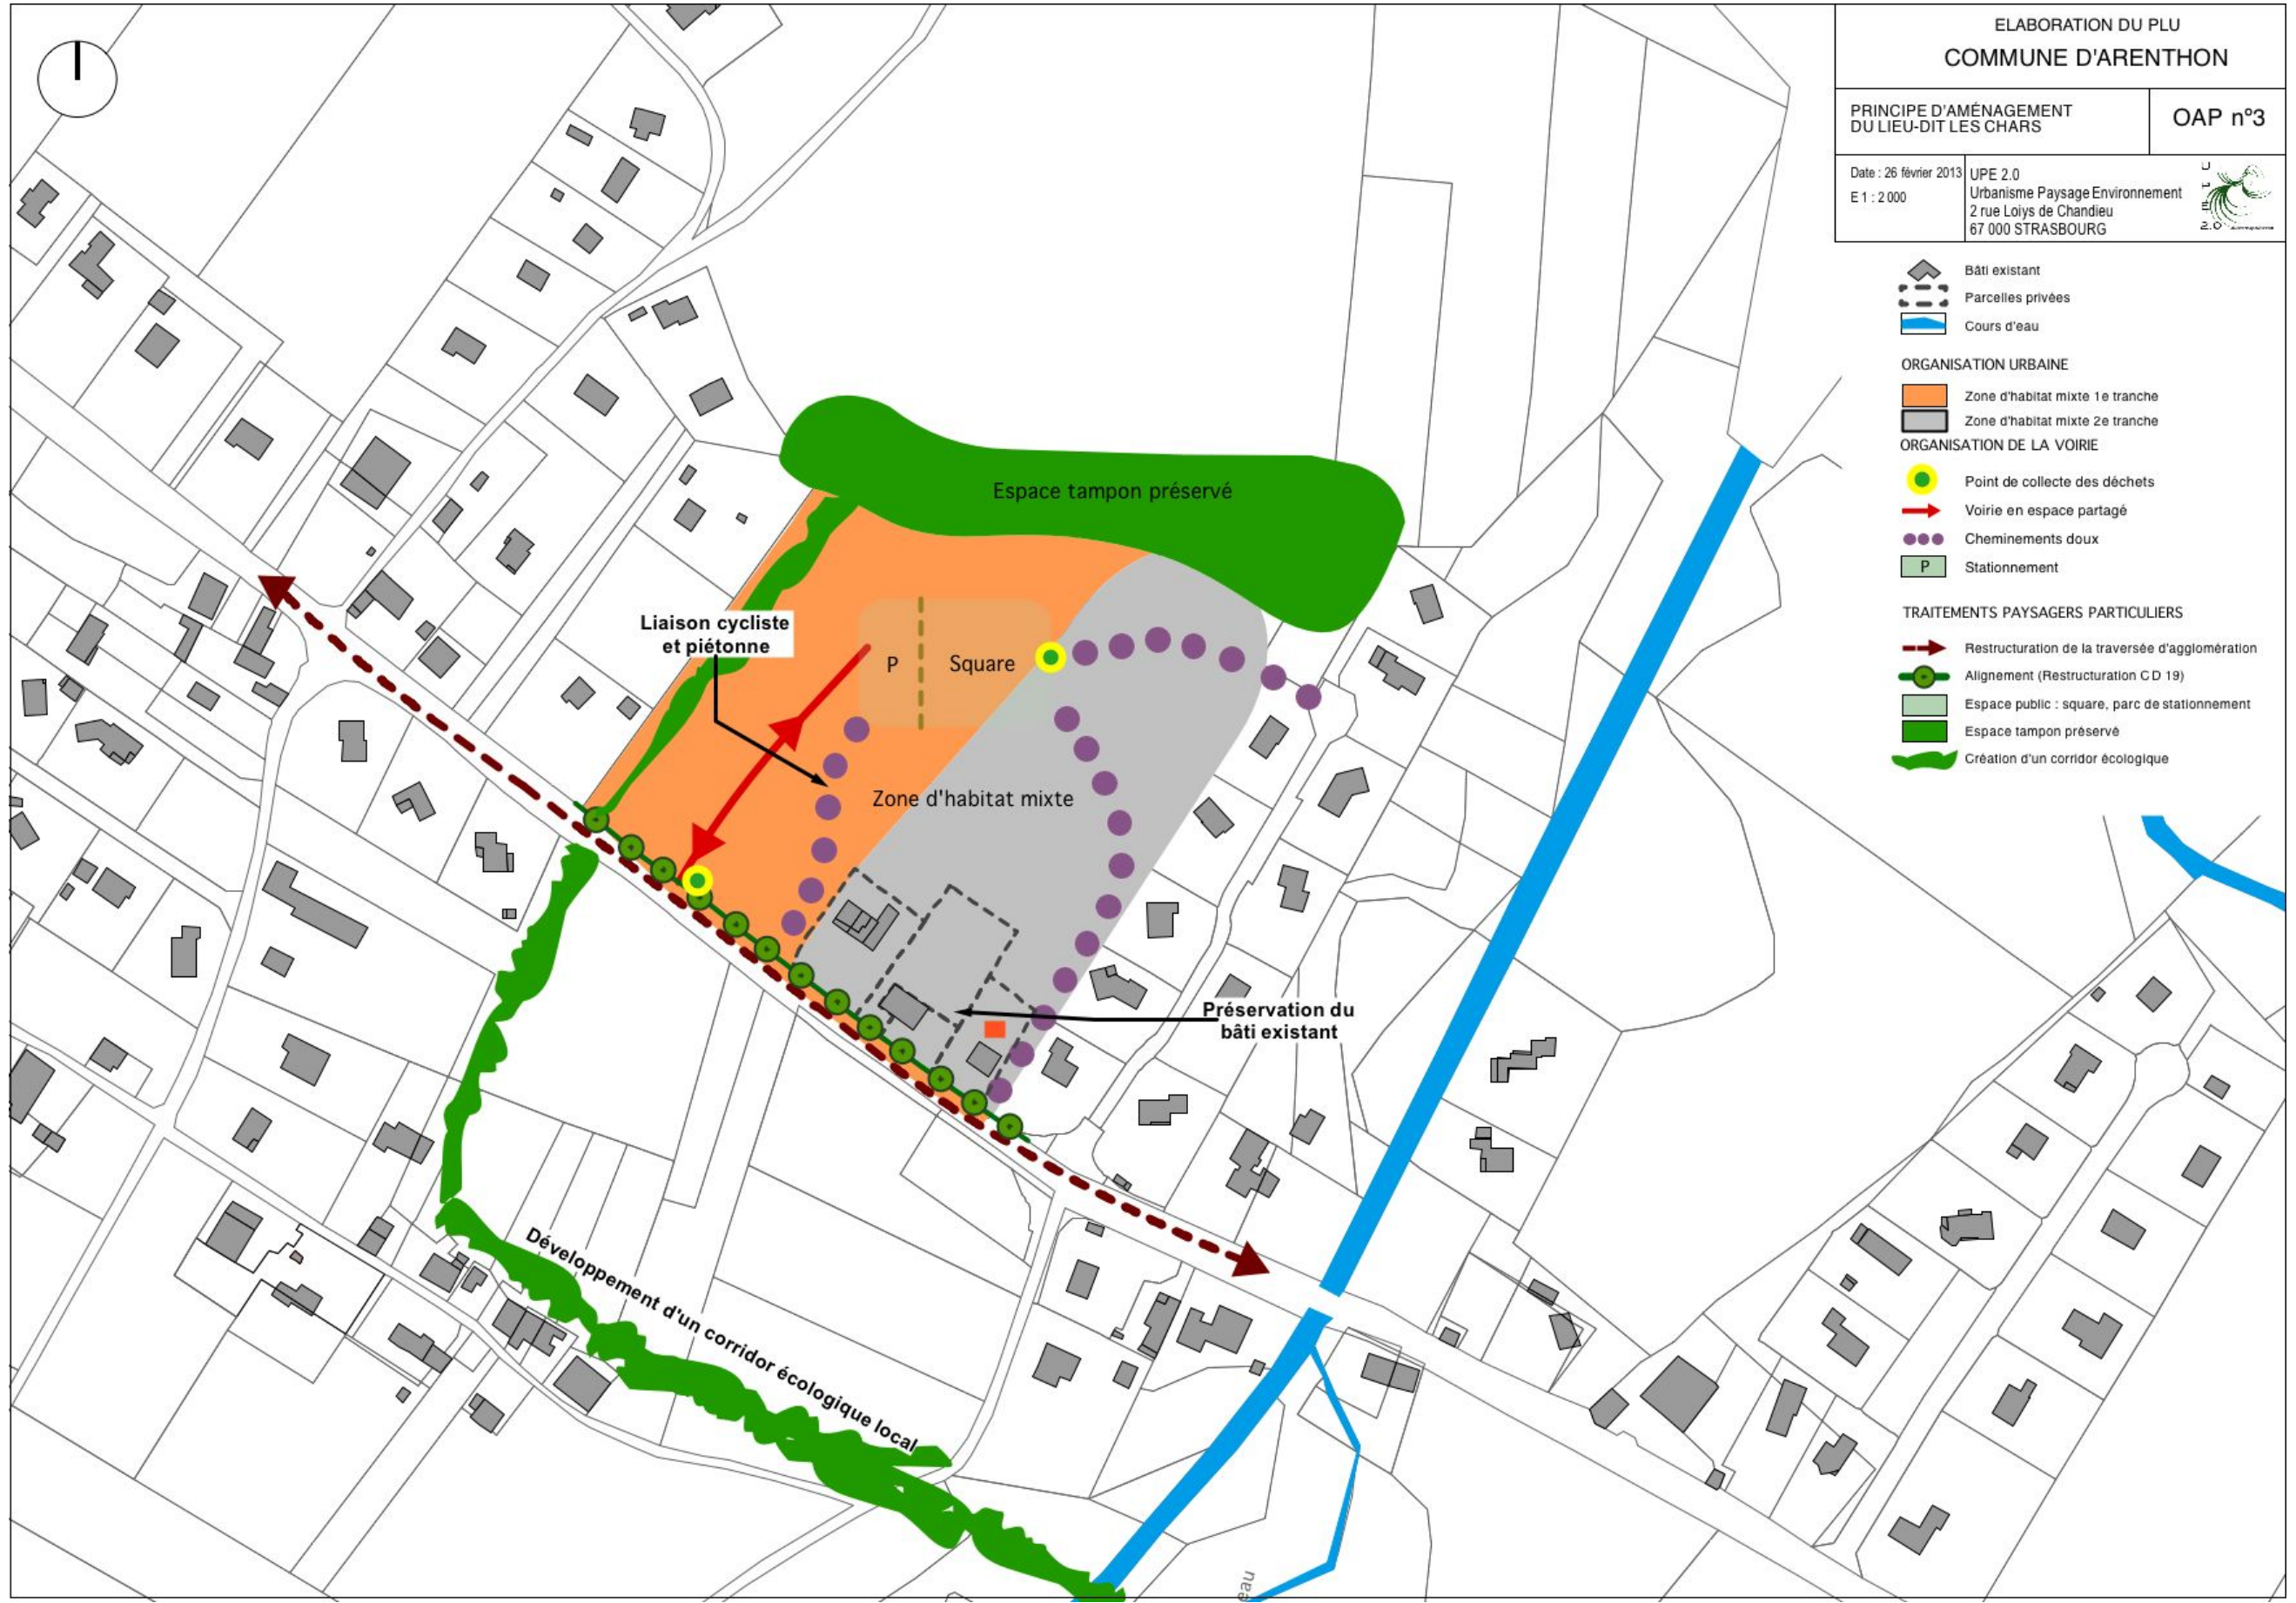 ELABORATION DU PLU
COMMUNE D'ARENTHON
PRINCIPE D'AMÉNAGEMENT
DU LIEU-DIT LES CHARS
OAP nº3
Date : 26 février 2013
E 1 : 2 000
UPE 2.0
Urbanisme Paysage Environnement
2 rue Loiys de Chandieu
67 000 STRASBOURG
U
P
E
2.0
Bâti existant
Parcelles privées
Cours d'eau
ORGANISATION URBAINE
Zone d'habitat mixte 1e tranche
Zone d'habitat mixte 2e tranche
ORGANISATION DE LA VOIRIE
Point de collecte des déchets
Voirie en espace partagé
Cheminements doux
P
Stationnement
TRAITEMENTS PAYSAGERS PARTICULIERS
Restructuration de la traversée d'agglomération
Alignement (Restructuration CD 19)
Espace public : square, parc de stationnement
Espace tampon préservé
Création d'un corridor écologique
Espace tampon préservé
Liaison cycliste
et piétonne
P
Square
Zone d'habitat mixte
Préservation du
bâti existant
Développement d'un corridor écologique local
eau